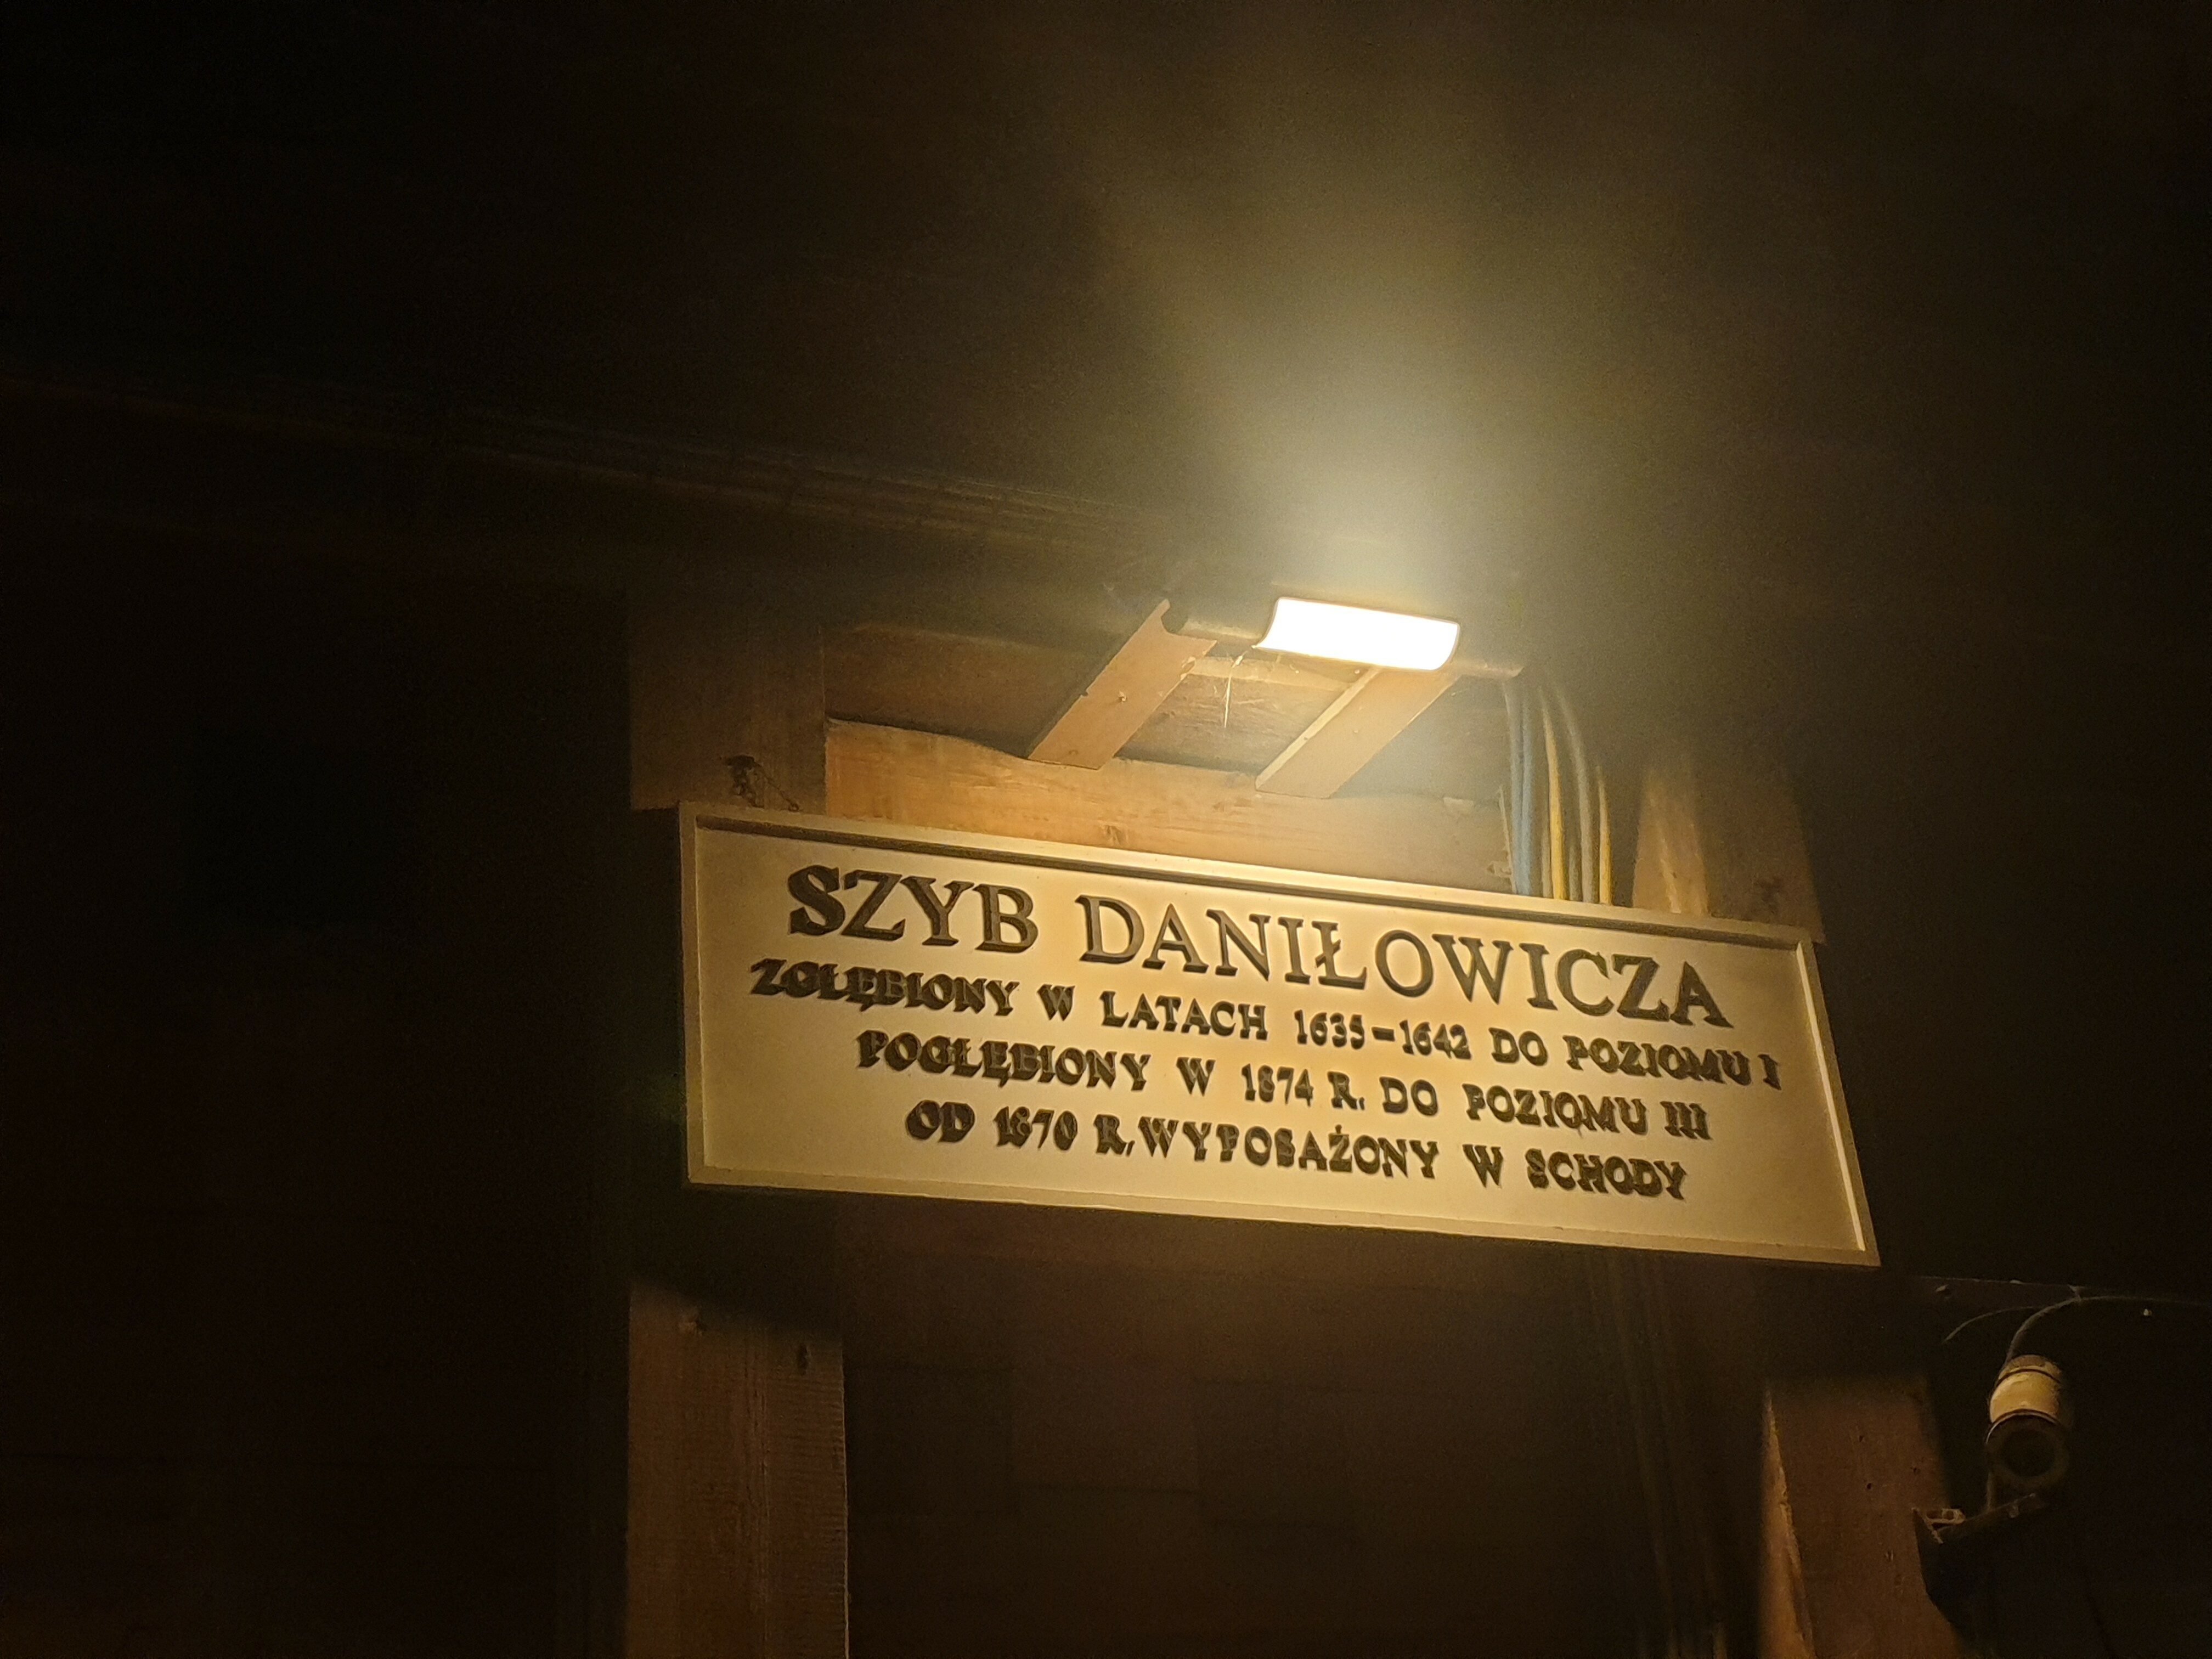 SZYB DANIŁOWICZA
ZGŁĘBIONY W LATACH 1635-1642 DO POZIOMU I
POGŁĘBIONY W 1874 R. DO POZIOMU III
OD 1870 R. WYPOSAŻONY W SCHODY